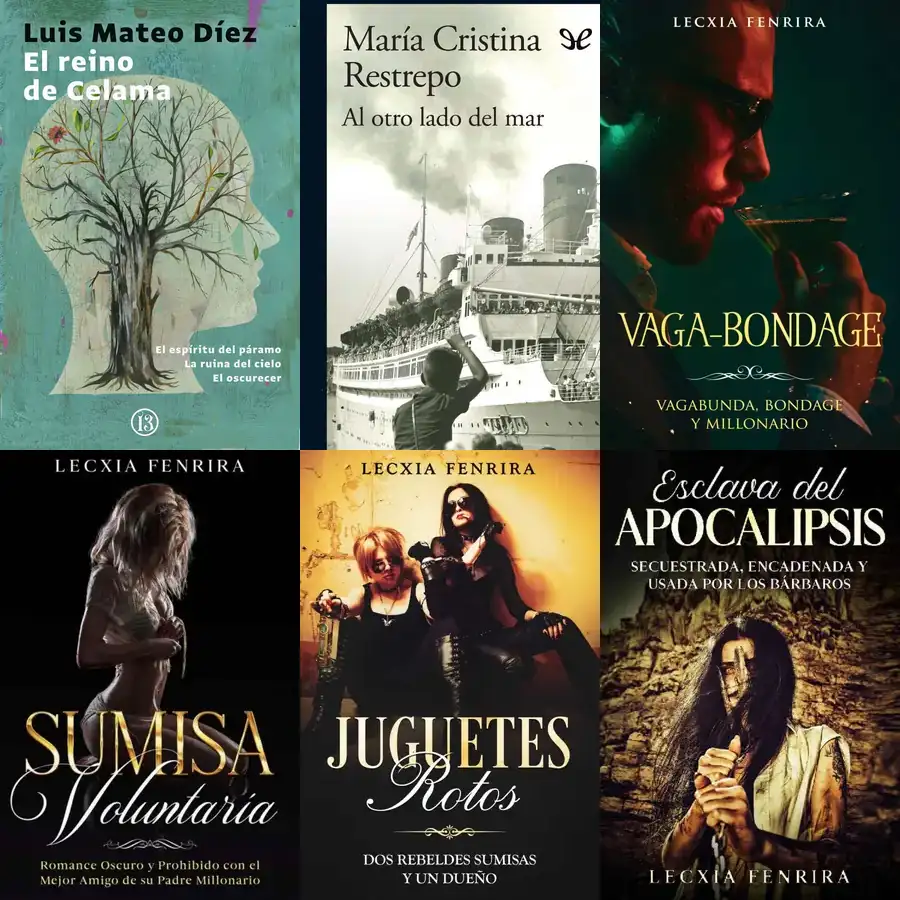 Luis Mateo Díez
El reino
de Celama
El espíritu del páramo
La ruina del cielo
El oscurecer
13
María Cristina
Restrepo
Al otro lado del mar
LECXIA FENRIRA
VAGA-BONDAGE
VAGABUNDA, BONDAGE
Y MILLONARIO
LECXIA FENRIRA
SUMISA
Voluntaría
Romance Oscuro y Prohibido con el
Mejor Amigo de su Padre Millonario
LECXIA FENRIRA
JUGUETES
Rotos
DOS REBELDES SUMISAS
Y UN DUEÑO
Esclava del
APOCALIPSIS
SECUESTRADA, ENCADENADA Y
USADA POR LOS BÁRBAROS
LECXIA FENRIRA